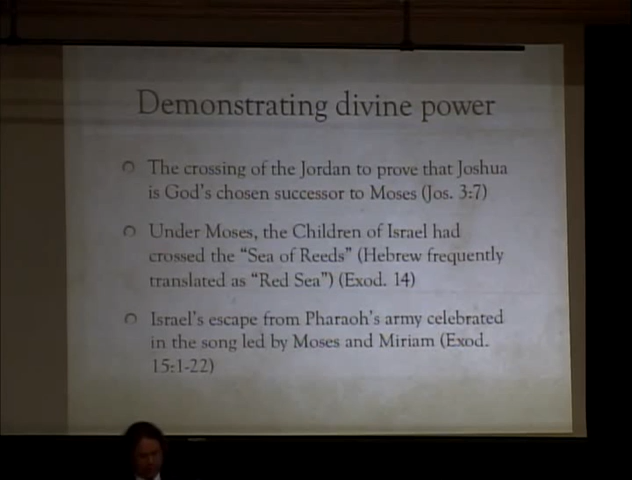 Demonstrating divine power
The crossing of the Jordan to prove that Joshua
is God's chosen successor to Moses (Jos. 3:7)
Under Moses, the Children of Israel had
crossed the “Sea of Reeds” (Hebrew frequently
translated as “Red Sea”) (Exod. 14)
Israel's escape from Pharaoh's army celebrated
in the song led by Moses and Miriam (Exod.
15:1-22)